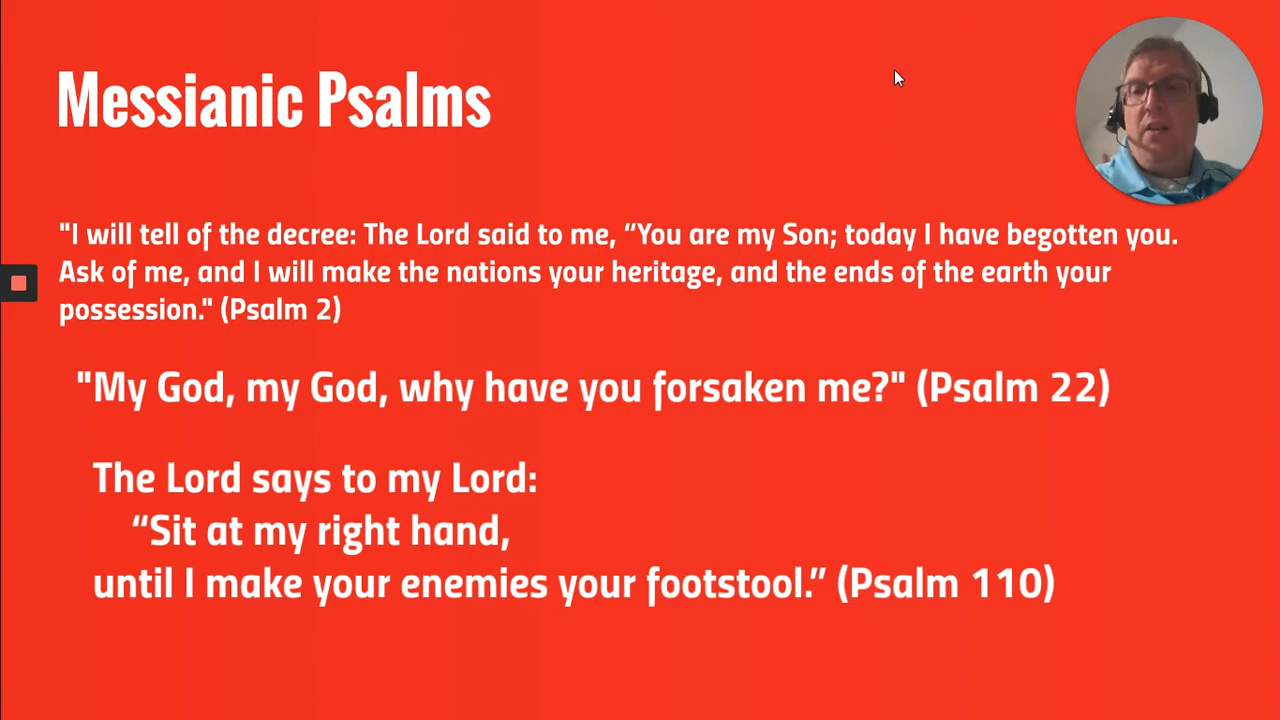 Messianic Psalms
"I will tell of the decree: The Lord said to me, “You are my Son; today I have begotten you.
Ask of me, and I will make the nations your heritage, and the ends of the earth your
possession." (Psalm 2)
"My God, my God, why have you forsaken me?" (Psalm 22)
The Lord says to my Lord:
“Sit at my right hand,
until I make your enemies your footstool.” (Psalm 110)